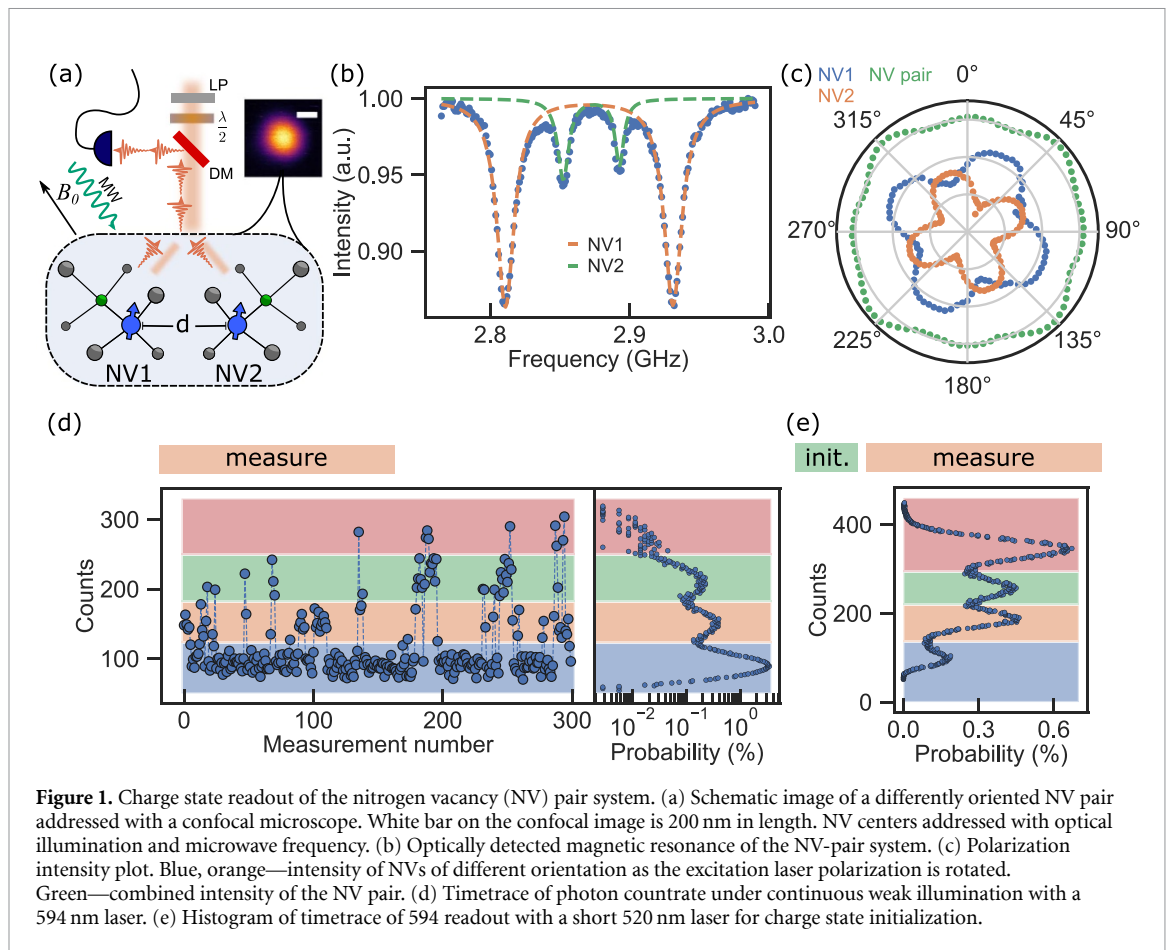 (a)
LP
λ/2
DM
MW
B0
d
NV1 NV2
(b)
1.00
0.95
0.90
Intensity (a.u.)
NV1
NV2
2.8 2.9 3.0
Frequency (GHz)
(c)
NV1 NV pair
NV2
0°
45°
90°
135°
180°
225°
270°
315°
(d)
measure
300
200
100
Counts
0 100 200 300
Measurement number
10−2 10−1 100
Probability (%)
(e)
init. measure
400
200
0
Counts
0.0 0.3 0.6
Probability (%)
Figure 1. Charge state readout of the nitrogen vacancy (NV) pair system. (a) Schematic image of a differently oriented NV pair
addressed with a confocal microscope. White bar on the confocal image is 200 nm in length. NV centers addressed with optical
illumination and microwave frequency. (b) Optically detected magnetic resonance of the NV-pair system. (c) Polarization
intensity plot. Blue, orange—intensity of NVs of different orientation as the excitation laser polarization is rotated.
Green—combined intensity of the NV pair. (d) Timetrace of photon countrate under continuous weak illumination with a
594 nm laser. (e) Histogram of timetrace of 594 readout with a short 520 nm laser for charge state initialization.